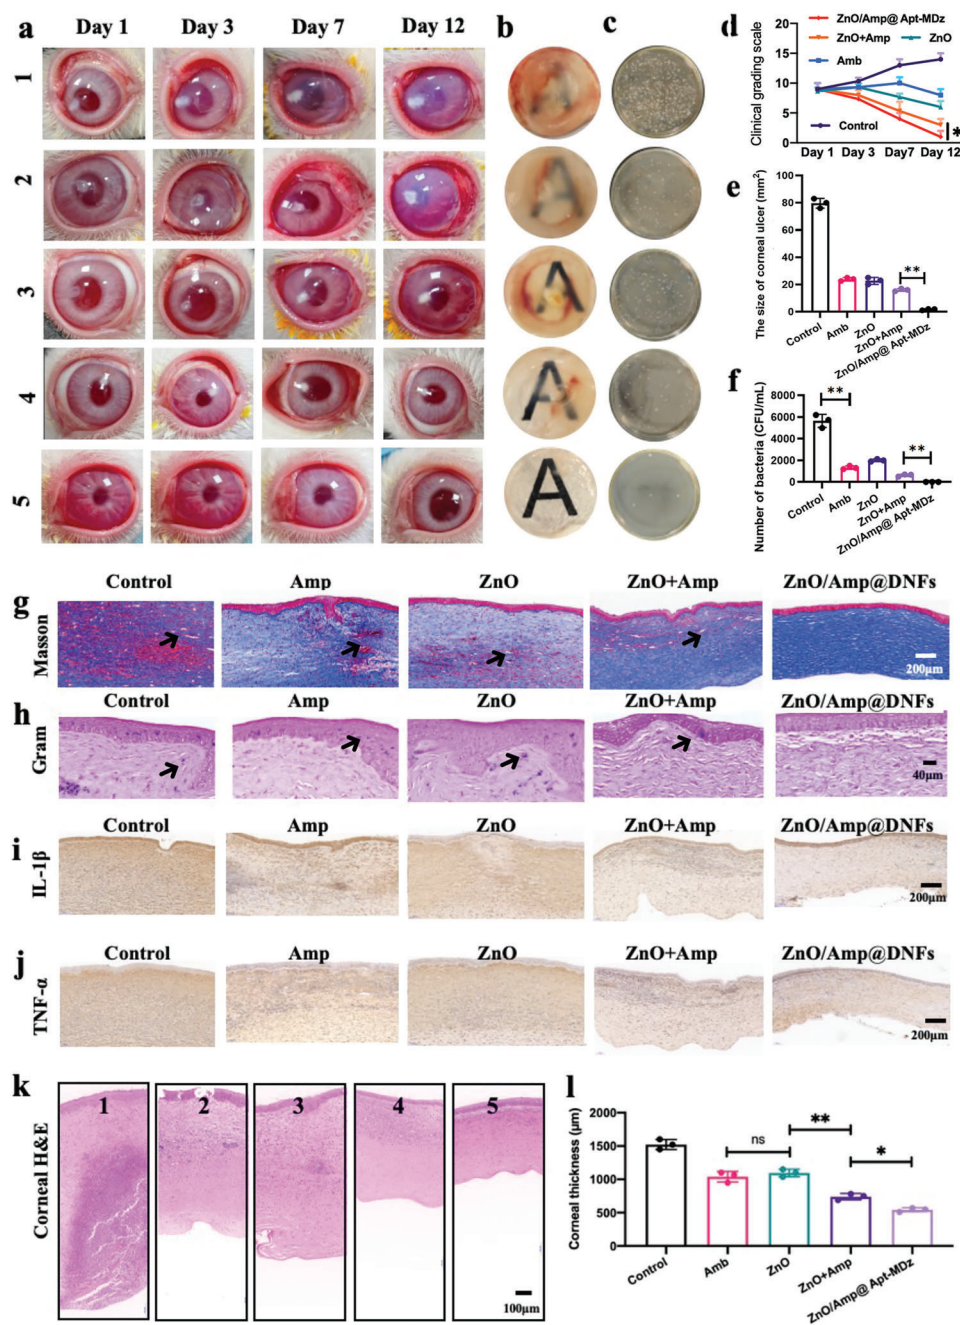 a
Day 1 Day 3 Day 7 Day 12
1
2
3
4
5
b
A
A
A
A
c
d
Clinical grading scale
20
15
10
5
0
Day 1 Day 3 Day7 Day 12
ZnO/Amp@ Apt-MDz
ZnO+Amp ZnO
Amb
Control
*
e
The size of corneal ulcer (mm²)
80
60
40
20
0
**
Control Amb ZnO ZnO+Amp ZnO/Amp@ Apt-MDz
f
Number of bacteria (CFU/mL)
8000
6000
4000
2000
0
** **
Control Amb ZnO ZnO+Amp ZnO/Amp@ Apt-MDz
g
Masson
Control Amp ZnO ZnO+Amp ZnO/Amp@DNFs
200μm
h
Gram
Control Amp ZnO ZnO+Amp ZnO/Amp@DNFs
40μm
i
IL-1β
Control Amp ZnO ZnO+Amp ZnO/Amp@DNFs
200μm
j
TNF-α
Control Amp ZnO ZnO+Amp ZnO/Amp@DNFs
200μm
k
Corneal H&E
1 2 3 4 5
100μm
l
Corneal thickness (μm)
2000
1500
1000
500
0
ns ** *
Control Amb ZnO ZnO+Amp ZnO/Amp@ Apt-MDz